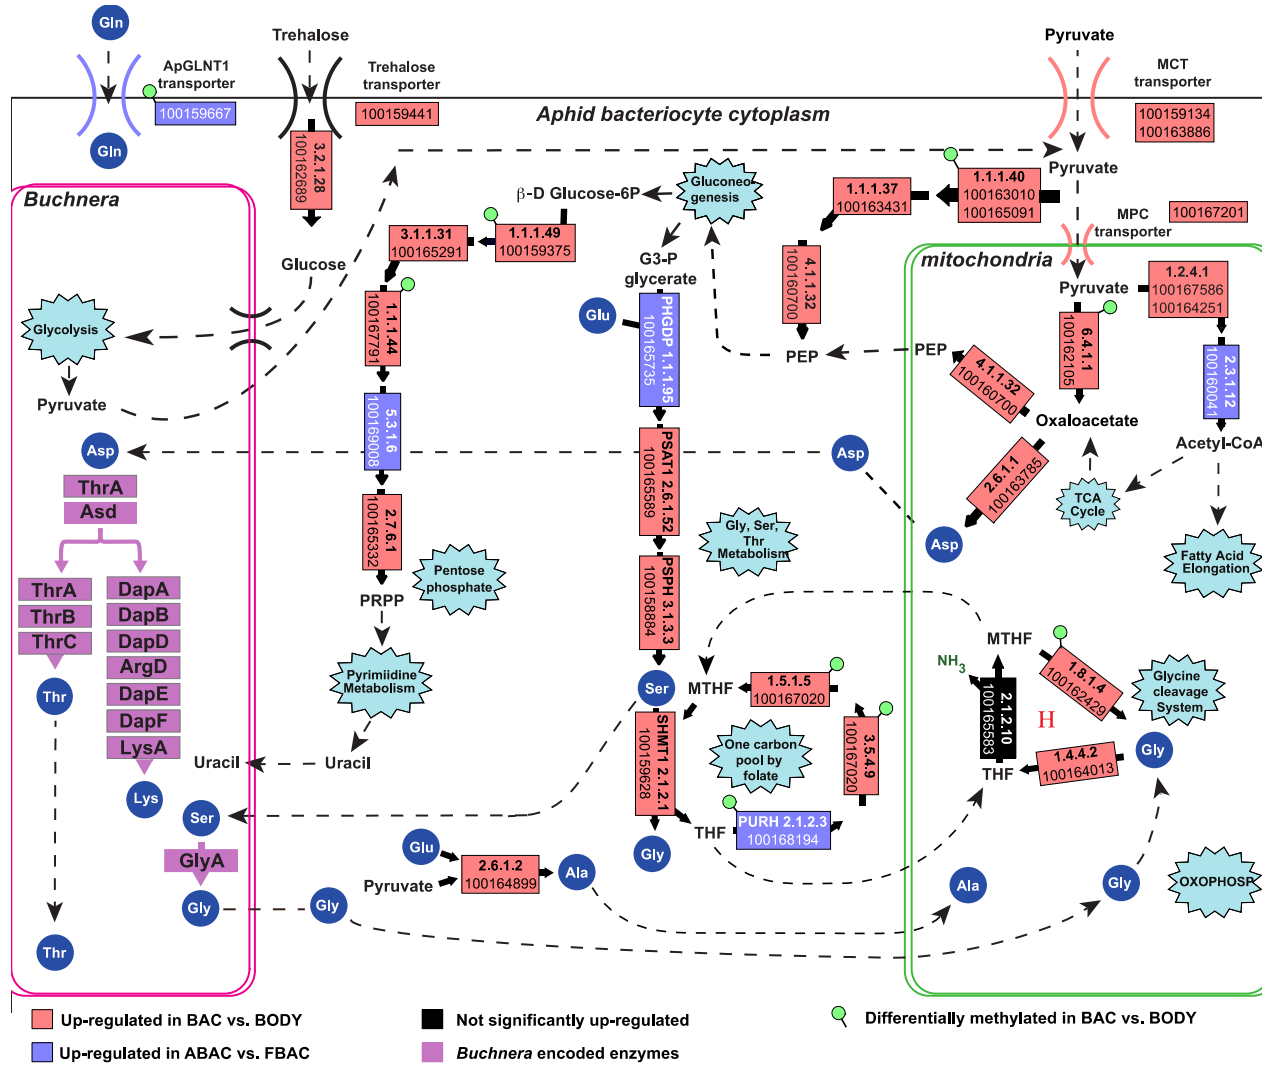 Gln
Trehalose
Pyruvate
ApGLNT1
transporter
100159667
Trehalose
transporter
100159441
MCT
transporter
100159134
100163886
Aphid bacteriocyte cytoplasm
Gln
3.2.1.28
100162689
Pyruvate
Buchnera
β-D Glucose-6P
Gluconeo-
genesis
1.1.1.37
100163431
1.1.1.40
100163010
100165091
MPC
transporter
100167201
3.1.1.31
100165291
1.1.1.49
100159375
G3-P
glycerate
4.1.1.32
100160700
mitochondria
Glucose
Pyruvate
1.2.4.1
100167586
100164251
Glycolysis
1.1.1.44
100167791
Glu
PHGDP 1.1.1.95
100165735
PEP
PEP
4.1.1.32
100160700
6.4.1.1
100162105
2.3.1.12
100160041
Pyruvate
5.3.1.6
100169008
Oxaloacetate
Acetyl-CoA
Asp
Asp
PSAT1 2.6.1.52
100165589
2.6.1.1
100163785
TCA
Cycle
ThrA
Asd
2.7.6.1
100165332
Gly, Ser,
Thr
Metabolism
Asp
Fatty Acid
Elongation
ThrA
ThrB
ThrC
DapA
DapB
DapD
ArgD
DapE
DapF
LysA
PRPP
Pentose
phosphate
PSPH 3.1.3.3
100158884
MTHF
NH3
1.8.1.4
100162429
Glycine
cleavage
System
Pyrimiidine
Metabolism
Thr
Ser
MTHF
1.5.1.5
100167020
2.1.2.10
100165583
H
SHMT1 2.1.2.1
100159628
One carbon
pool by
folate
3.5.4.9
100167020
1.4.4.2
100164013
Gly
THF
Uracil
Uracil
Lys
Ser
THF
PURH 2.1.2.3
100168194
Gly
GlyA
Glu
Pyruvate
2.6.1.2
100164899
Ala
Ala
Gly
OXOPHOSP
Gly
Gly
Thr
Up-regulated in BAC vs. BODY
Not significantly up-regulated
Differentially methylated in BAC vs. BODY
Up-regulated in ABAC vs. FBAC
Buchnera encoded enzymes